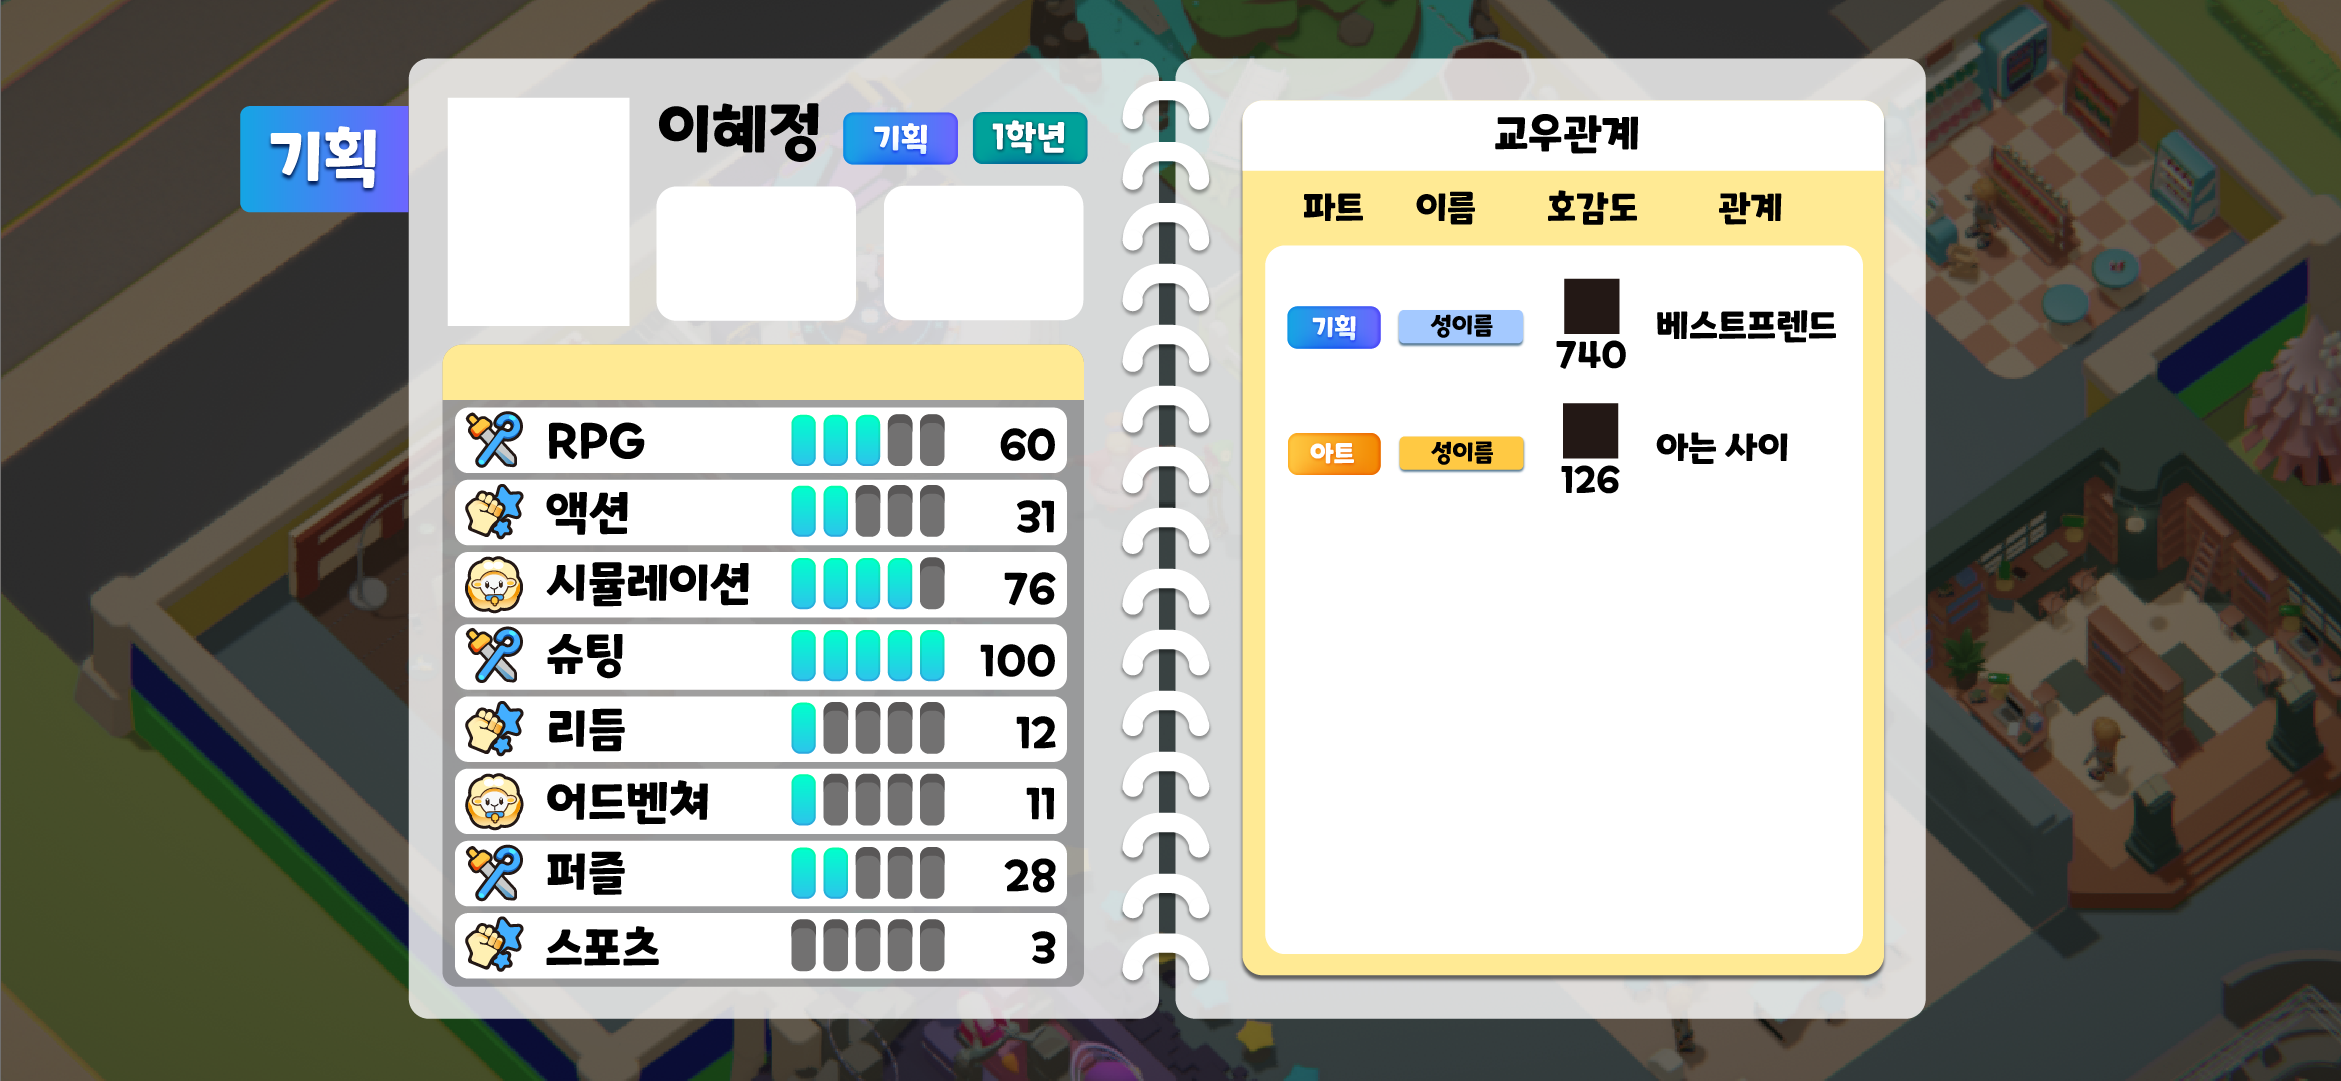 기획
이혜정 기획 1학년
RPG 60
액션 31
시뮬레이션 76
슈팅 100
리듬 12
어드벤쳐 11
퍼즐 28
스포츠 3
교우관계
파트 이름 호감도 관계
기획 성이름 740 베스트프렌드
아트 성이름 126 아는 사이